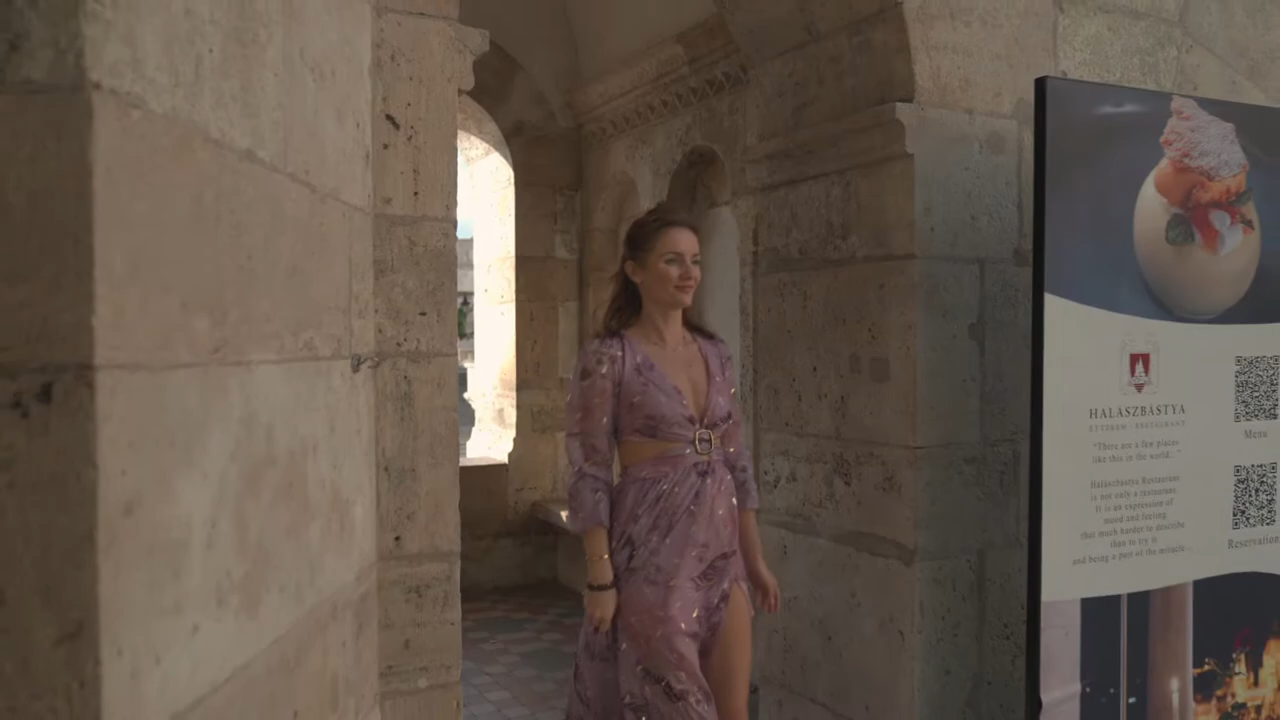 HALÁSZBÁSTYA
ÉTTEREM · RESTAURANT
"There are a few places
like this in the world..."
Halászbástya Restaurant
is not only a restaurant.
It is an expression of
mood and feeling
that much harder to describe
than to try it
and being a part of the miracle...
Menu
Reservation